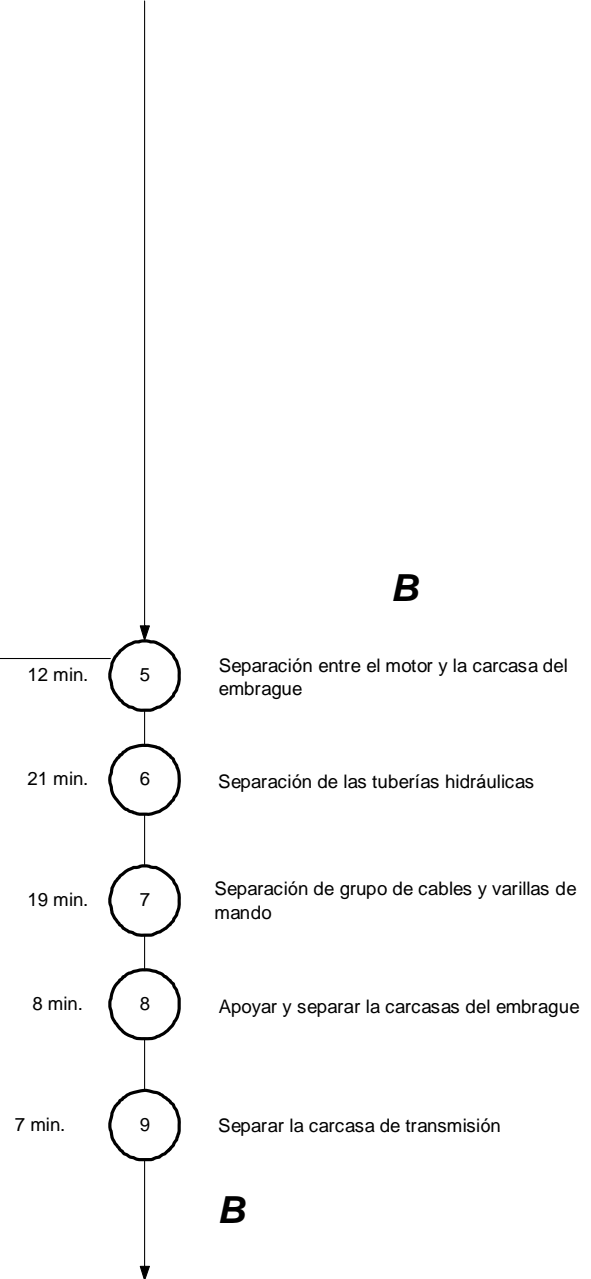 B
12 min.
5
Separación entre el motor y la carcasa del
embrague
21 min.
6
Separación de las tuberías hidráulicas
19 min.
7
Separación de grupo de cables y varillas de
mando
8 min.
8
Apoyar y separar la carcasas del embrague
7 min.
9
Separar la carcasa de transmisión
B